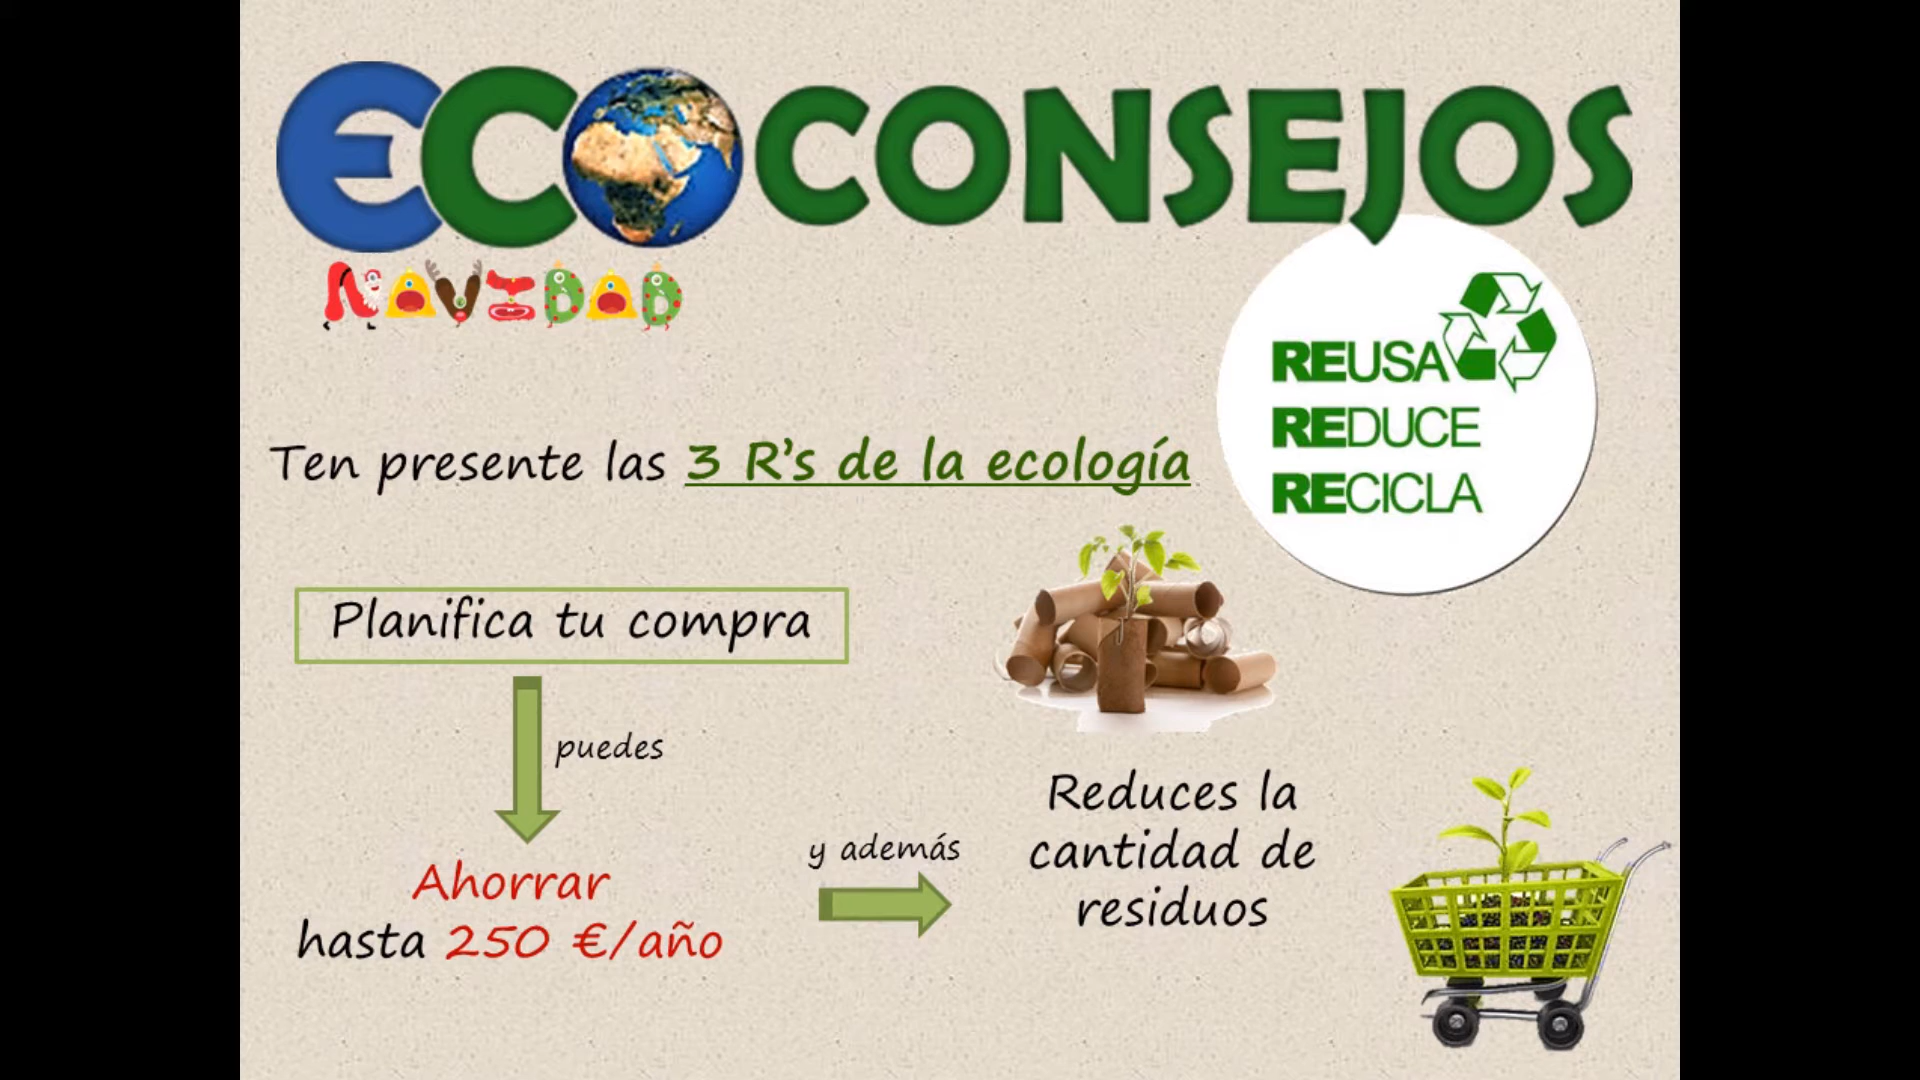 ECOCONSEJOS
NAVIDAD
REUSA
REDUCE
RECICLA
Ten presente las 3 R's de la ecología
Planifica tu compra
puedes
Ahorrar
hasta 250 €/año
y además
Reduces la
cantidad de
residuos